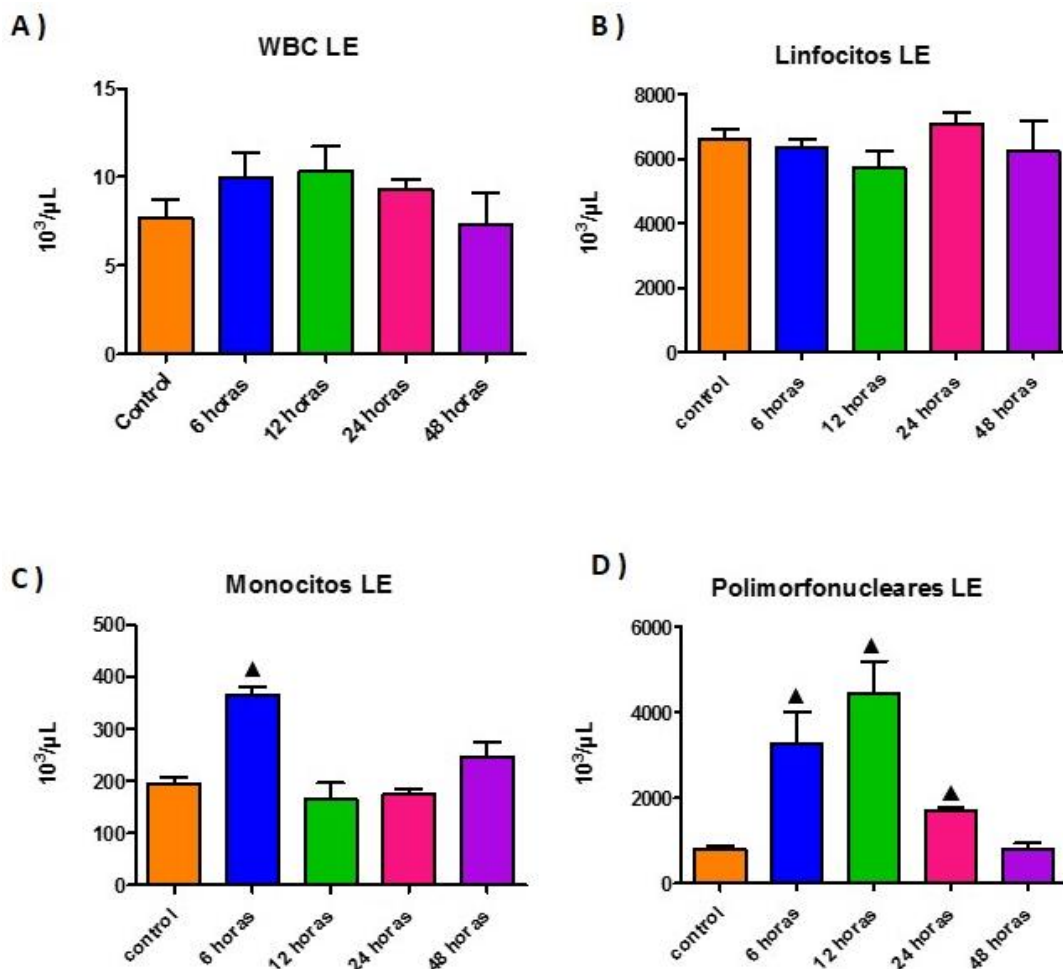 A )
WBC LE
15
10
5
0
10³/µL
Control
6 horas
12 horas
24 horas
48 horas
B )
Linfocitos LE
8000
6000
4000
2000
0
10³/µL
control
6 horas
12 horas
24 horas
48 horas
C )
Monocitos LE
500
400
300
200
100
0
10³/µL
control
6 horas
12 horas
24 horas
48 horas
D )
Polimorfonucleares LE
6000
4000
2000
0
10³/µL
control
6 horas
12 horas
24 horas
48 horas